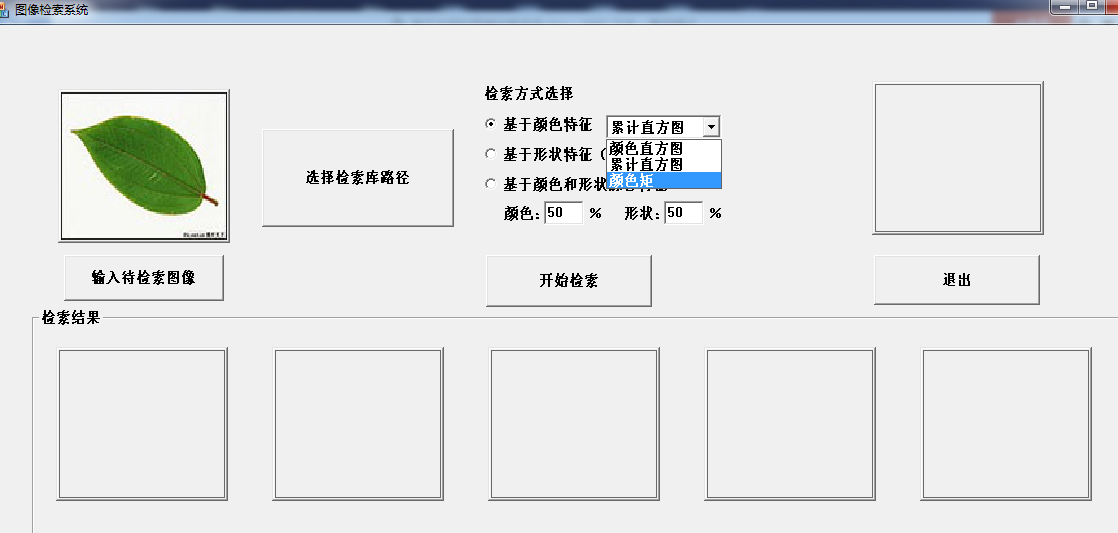 图像检索系统
检索方式选择
基于颜色特征
累计直方图
颜色直方图
累计直方图
颜色矩
基于形状特征（
基于颜色和形状
颜色: 50 %
形状: 50 %
选择检索库路径
输入待检索图像
开始检索
退出
检索结果